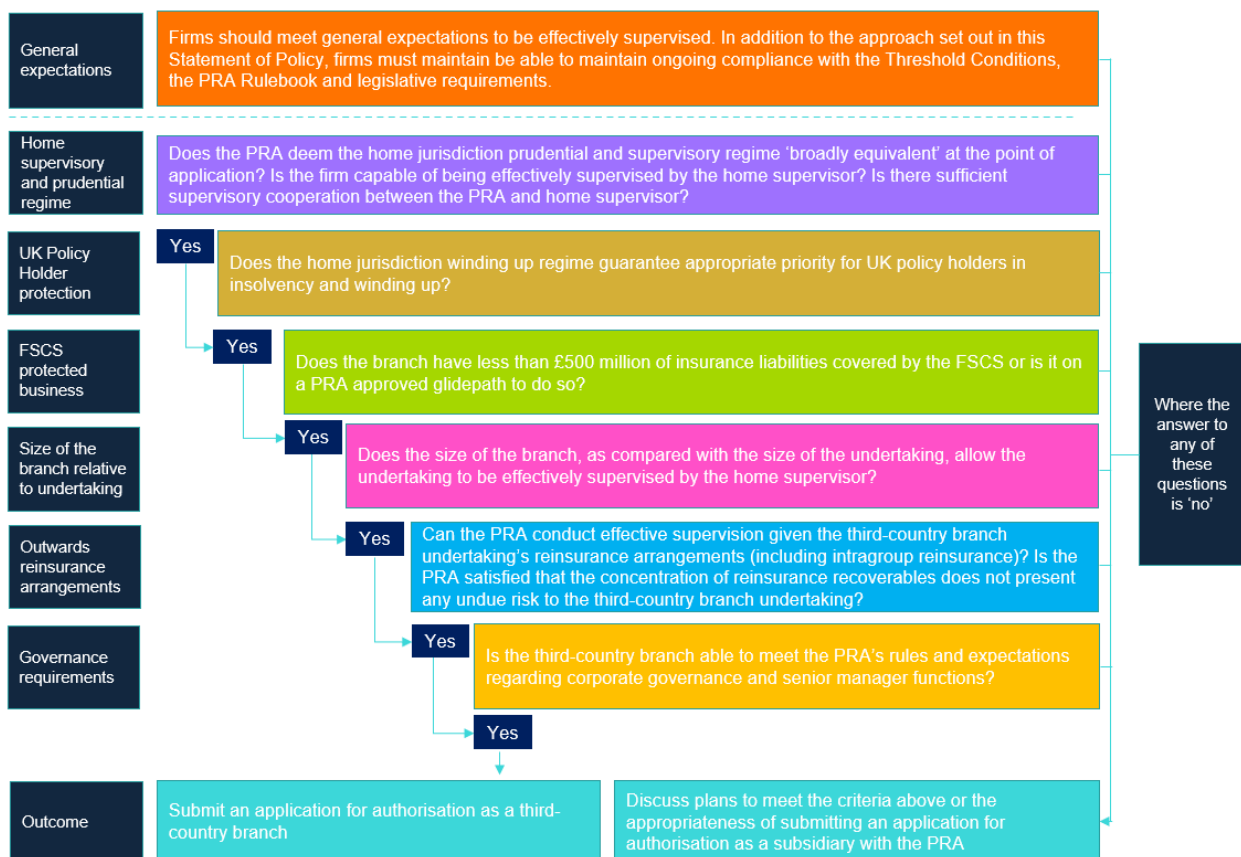 General
expectations
Firms should meet general expectations to be effectively supervised. In addition to the approach set out in this
Statement of Policy, firms must maintain be able to maintain ongoing compliance with the Threshold Conditions,
the PRA Rulebook and legislative requirements.
Home
supervisory
and prudential
regime
Does the PRA deem the home jurisdiction prudential and supervisory regime ‘broadly equivalent’ at the point of
application? Is the firm capable of being effectively supervised by the home supervisor? Is there sufficient
supervisory cooperation between the PRA and home supervisor?
UK Policy
Holder
protection
Yes
Does the home jurisdiction winding up regime guarantee appropriate priority for UK policy holders in
insolvency and winding up?
FSCS
protected
business
Yes
Does the branch have less than £500 million of insurance liabilities covered by the FSCS or is it on
a PRA approved glidepath to do so?
Size of the
branch relative
to undertaking
Yes
Does the size of the branch, as compared with the size of the undertaking, allow the
undertaking to be effectively supervised by the home supervisor?
Outwards
reinsurance
arrangements
Yes
Can the PRA conduct effective supervision given the third-country branch
undertaking’s reinsurance arrangements (including intragroup reinsurance)? Is the
PRA satisfied that the concentration of reinsurance recoverables does not present
any undue risk to the third-country branch undertaking?
Governance
requirements
Yes
Is the third-country branch able to meet the PRA’s rules and expectations
regarding corporate governance and senior manager functions?
Yes
Where the
answer to
any of
these
questions
is ‘no’
Outcome
Submit an application for authorisation as a third-
country branch
Discuss plans to meet the criteria above or the
appropriateness of submitting an application for
authorisation as a subsidiary with the PRA